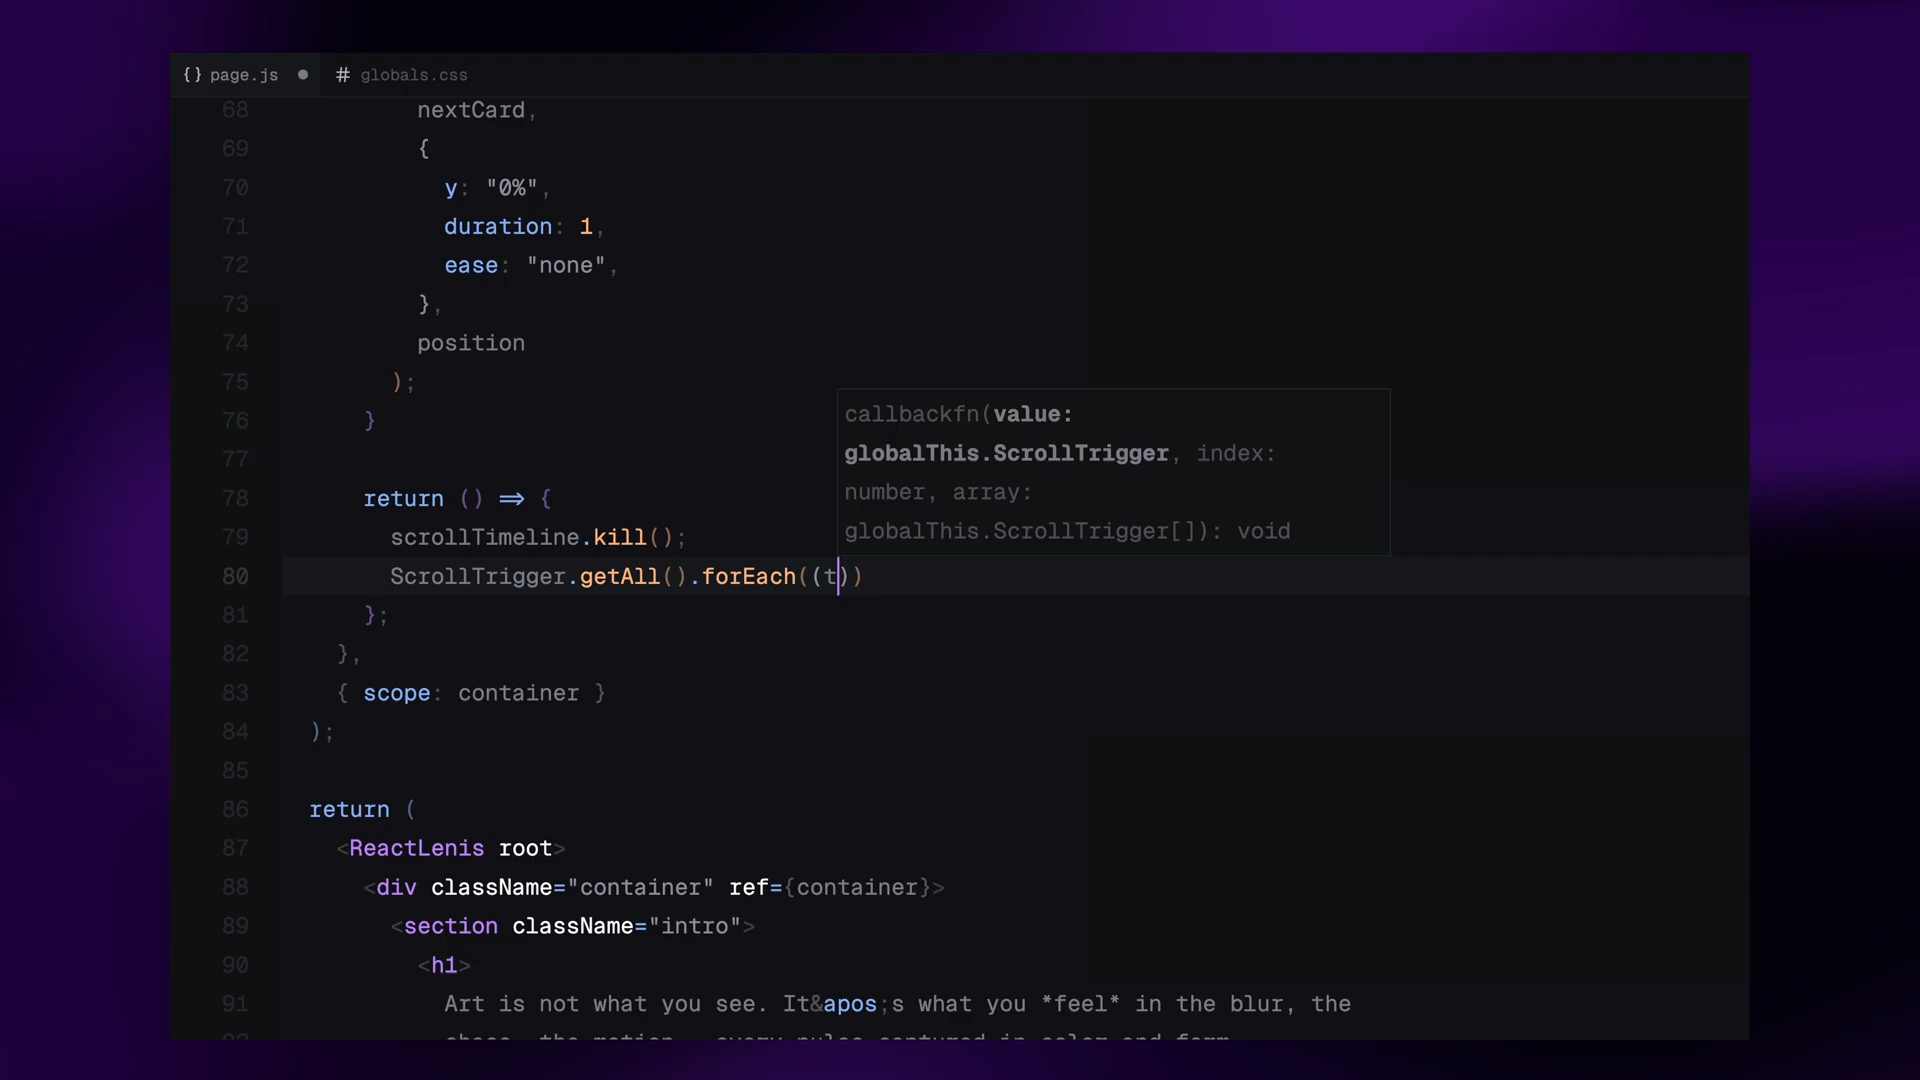 {} page.js ● # globals.css
68 nextCard,
69 {
70 y: "0%",
71 duration: 1,
72 ease: "none",
73 },
74 position
75 );
76 }
77
78 return () => {
79 scrollTimeline.kill();
80 ScrollTrigger.getAll().forEach((t))
callbackfn(value:
globalThis.ScrollTrigger, index:
number, array:
globalThis.ScrollTrigger[]): void
81 };
82 },
83 { scope: container }
84 );
85
86 return (
87 <ReactLenis root>
88 <div className="container" ref={container}>
89 <section className="intro">
90 <h1>
91 Art is not what you see. It&apos;s what you *feel* in the blur, the